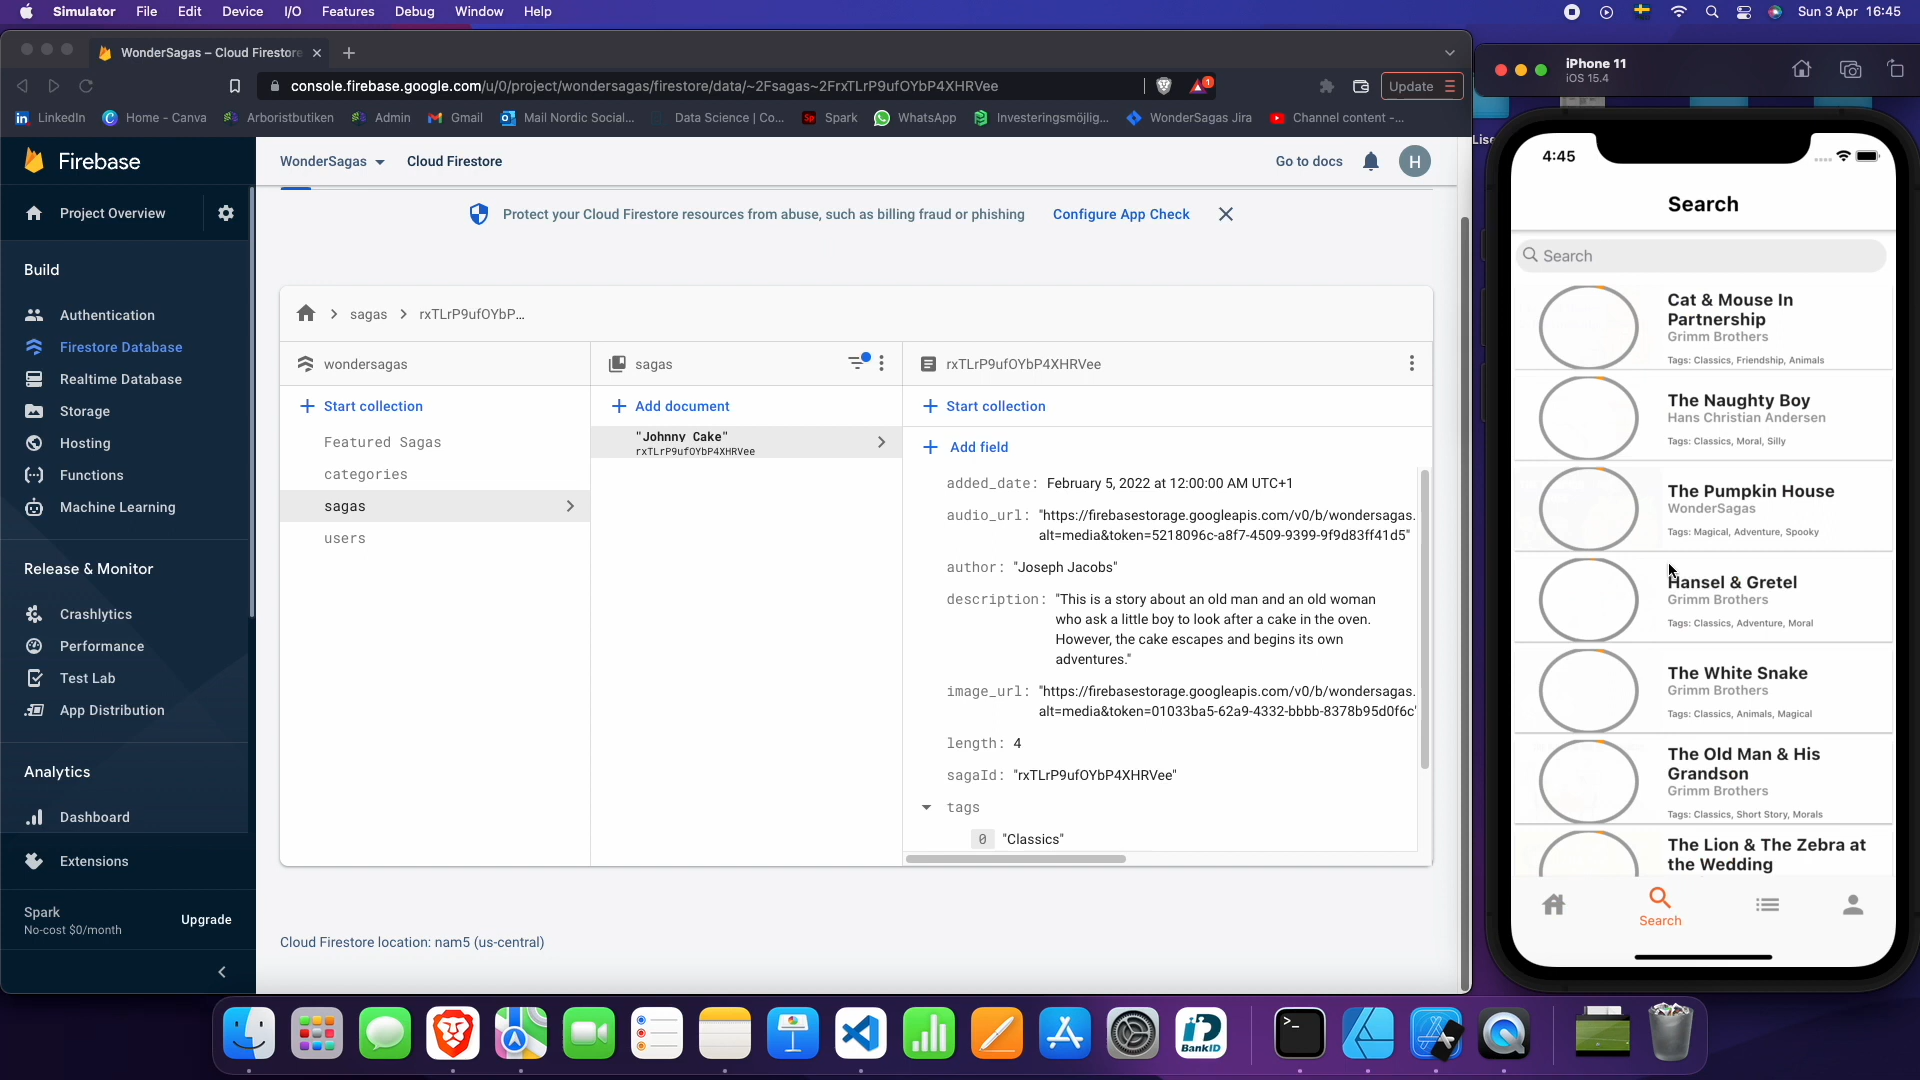 Simulator File Edit Device I/O Features Debug Window Help
Sun 3 Apr 16:45
WonderSagas – Cloud Firestore
console.firebase.google.com/u/0/project/wondersagas/firestore/data/~2Fsagas~2FrxTLrP9ufOYbP4XHRVee
1
Update
LinkedIn Home - Canva Arboristbutiken Admin Gmail Mail Nordic Social... Data Science | Co... Spark WhatsApp Investeringsmöjlig... WonderSagas Jira Channel content -...
Firebase
Project Overview
Build
Authentication
Firestore Database
Realtime Database
Storage
Hosting
Functions
Machine Learning
Release & Monitor
Crashlytics
Performance
Test Lab
App Distribution
Analytics
Dashboard
Extensions
Spark
No-cost $0/month
Upgrade
WonderSagas
Cloud Firestore
Go to docs
H
Protect your Cloud Firestore resources from abuse, such as billing fraud or phishing
Configure App Check
sagas
rxTLrP9ufOYbP...
wondersagas
Start collection
Featured Sagas
categories
sagas
users
sagas
Add document
"Johnny Cake"
rxTLrP9ufOYbP4XHRVee
rxTLrP9ufOYbP4XHRVee
Start collection
Add field
added_date: February 5, 2022 at 12:00:00 AM UTC+1
audio_url: "https://firebasestorage.googleapis.com/v0/b/wondersagas.
alt=media&token=5218096c-a8f7-4509-9399-9f9d83ff41d5"
author: "Joseph Jacobs"
description: "This is a story about an old man and an old woman
who ask a little boy to look after a cake in the oven.
However, the cake escapes and begins its own
adventures."
image_url: "https://firebasestorage.googleapis.com/v0/b/wondersagas.
alt=media&token=01033ba5-62a9-4332-bbbb-8378b95d0f6c"
length: 4
sagaId: "rxTLrP9ufOYbP4XHRVee"
tags
0 "Classics"
Cloud Firestore location: nam5 (us-central)
iPhone 11
iOS 15.4
Lise
4:45
Search
Search
Cat & Mouse In
Partnership
Grimm Brothers
Tags: Classics, Friendship, Animals
The Naughty Boy
Hans Christian Andersen
Tags: Classics, Moral, Silly
The Pumpkin House
WonderSagas
Tags: Magical, Adventure, Spooky
Hansel & Gretel
Grimm Brothers
Tags: Classics, Adventure, Moral
The White Snake
Grimm Brothers
Tags: Classics, Animals, Magical
The Old Man & His
Grandson
Grimm Brothers
Tags: Classics, Short Story, Morals
The Lion & The Zebra at
the Wedding
Search
BankID